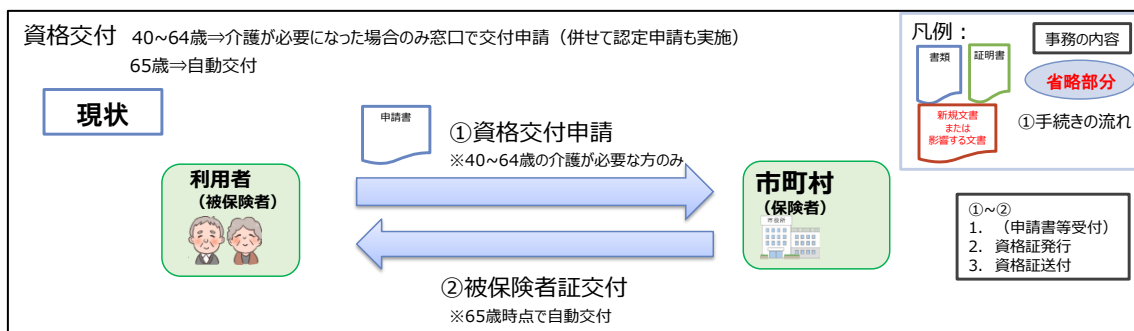 資格交付 40~64歳⇒介護が必要になった場合のみ窓口で交付申請（併せて認定申請も実施）
65歳⇒自動交付
凡例：
書類
証明書
事務の内容
省略部分
新規文書
または
影響する文書
①手続きの流れ
現状
申請書
①資格交付申請
※40~64歳の介護が必要な方のみ
利用者
（被保険者）
市町村
（保険者）
市役所
②被保険者証交付
※65歳時点で自動交付
①~②
1. （申請書等受付）
2. 資格証発行
3. 資格証送付